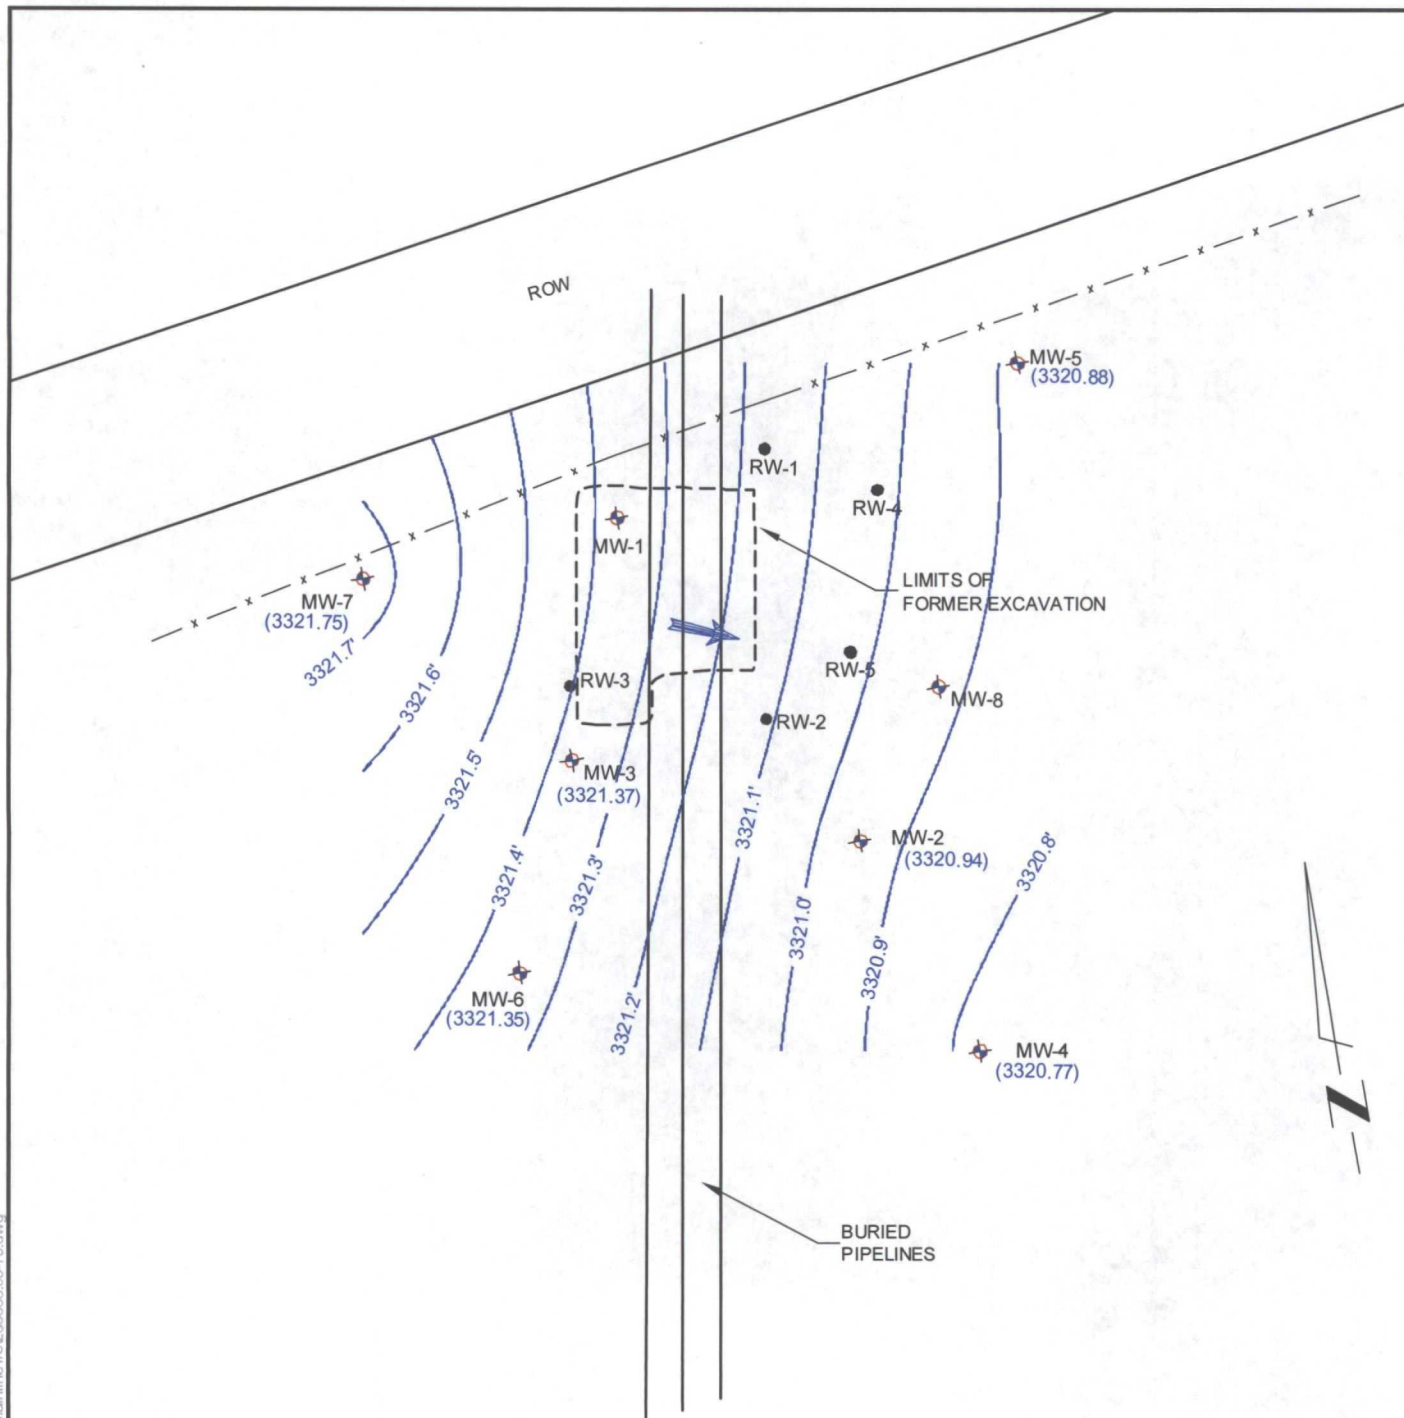 ROW
MW-5
(3320.88)
RW-1
RW-4
MW-1
LIMITS OF
FORMER EXCAVATION
MW-7
(3321.75)
3321.7'
3321.6'
RW-3
RW-5
MW-8
RW-2
3321.5'
MW-3
(3321.37)
3321.1'
MW-2
(3320.94)
3320.8'
3321.4'
3321.3'
3321.0'
3320.9'
MW-6
(3321.35)
3321.2'
MW-4
(3320.77)
N
BURIED
PIPELINES